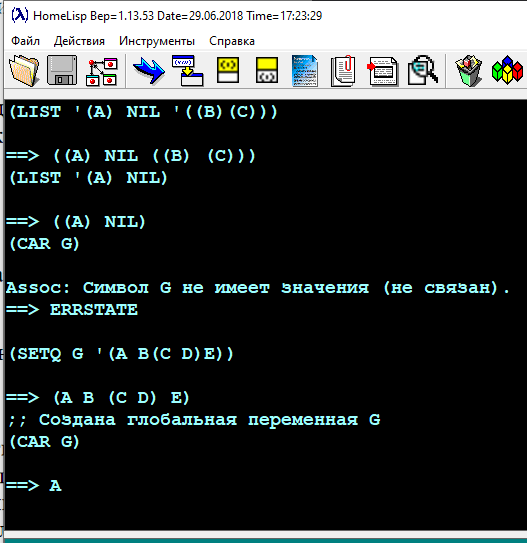 HomeLisp Вер=1.13.53 Date=29.06.2018 Time=17:23:29
Файл Действия Инструменты Справка
(LIST '(A) NIL '((B)(C)))
==> ((A) NIL ((B) (C)))
(LIST '(A) NIL)
==> ((A) NIL)
(CAR G)
Assoc: Символ G не имеет значения (не связан).
==> ERRSTATE
(SETQ G '(A B(C D)E))
==> (A B (C D) E)
;; Создана глобальная переменная G
(CAR G)
==> A